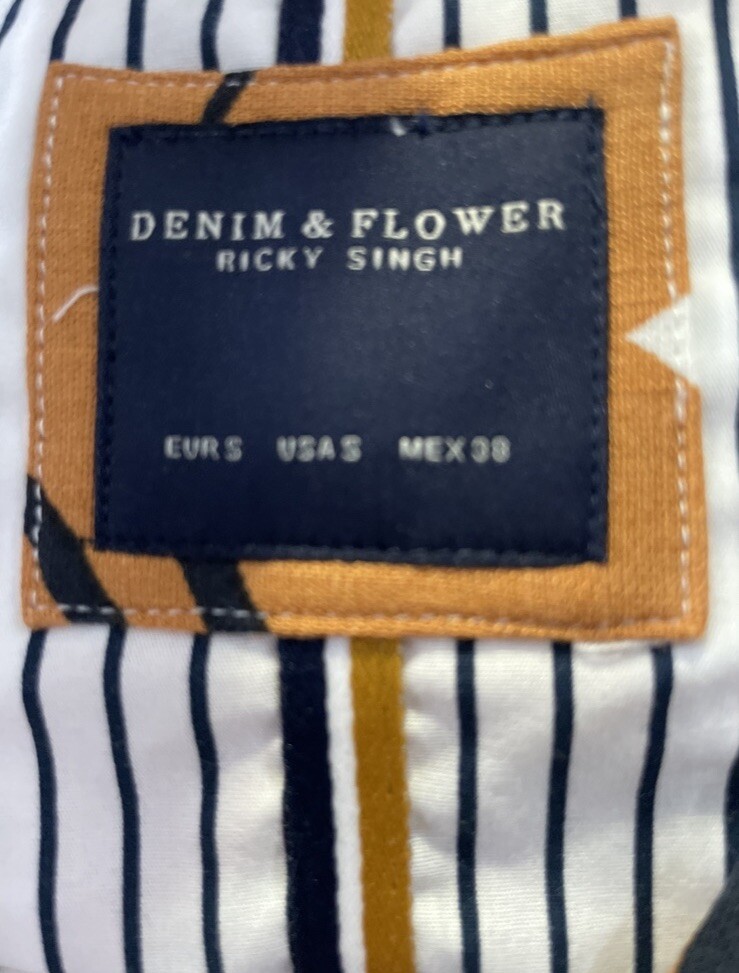 DENIM & FLOWER
RICKY SINGH
EUR S USA S MEX 38